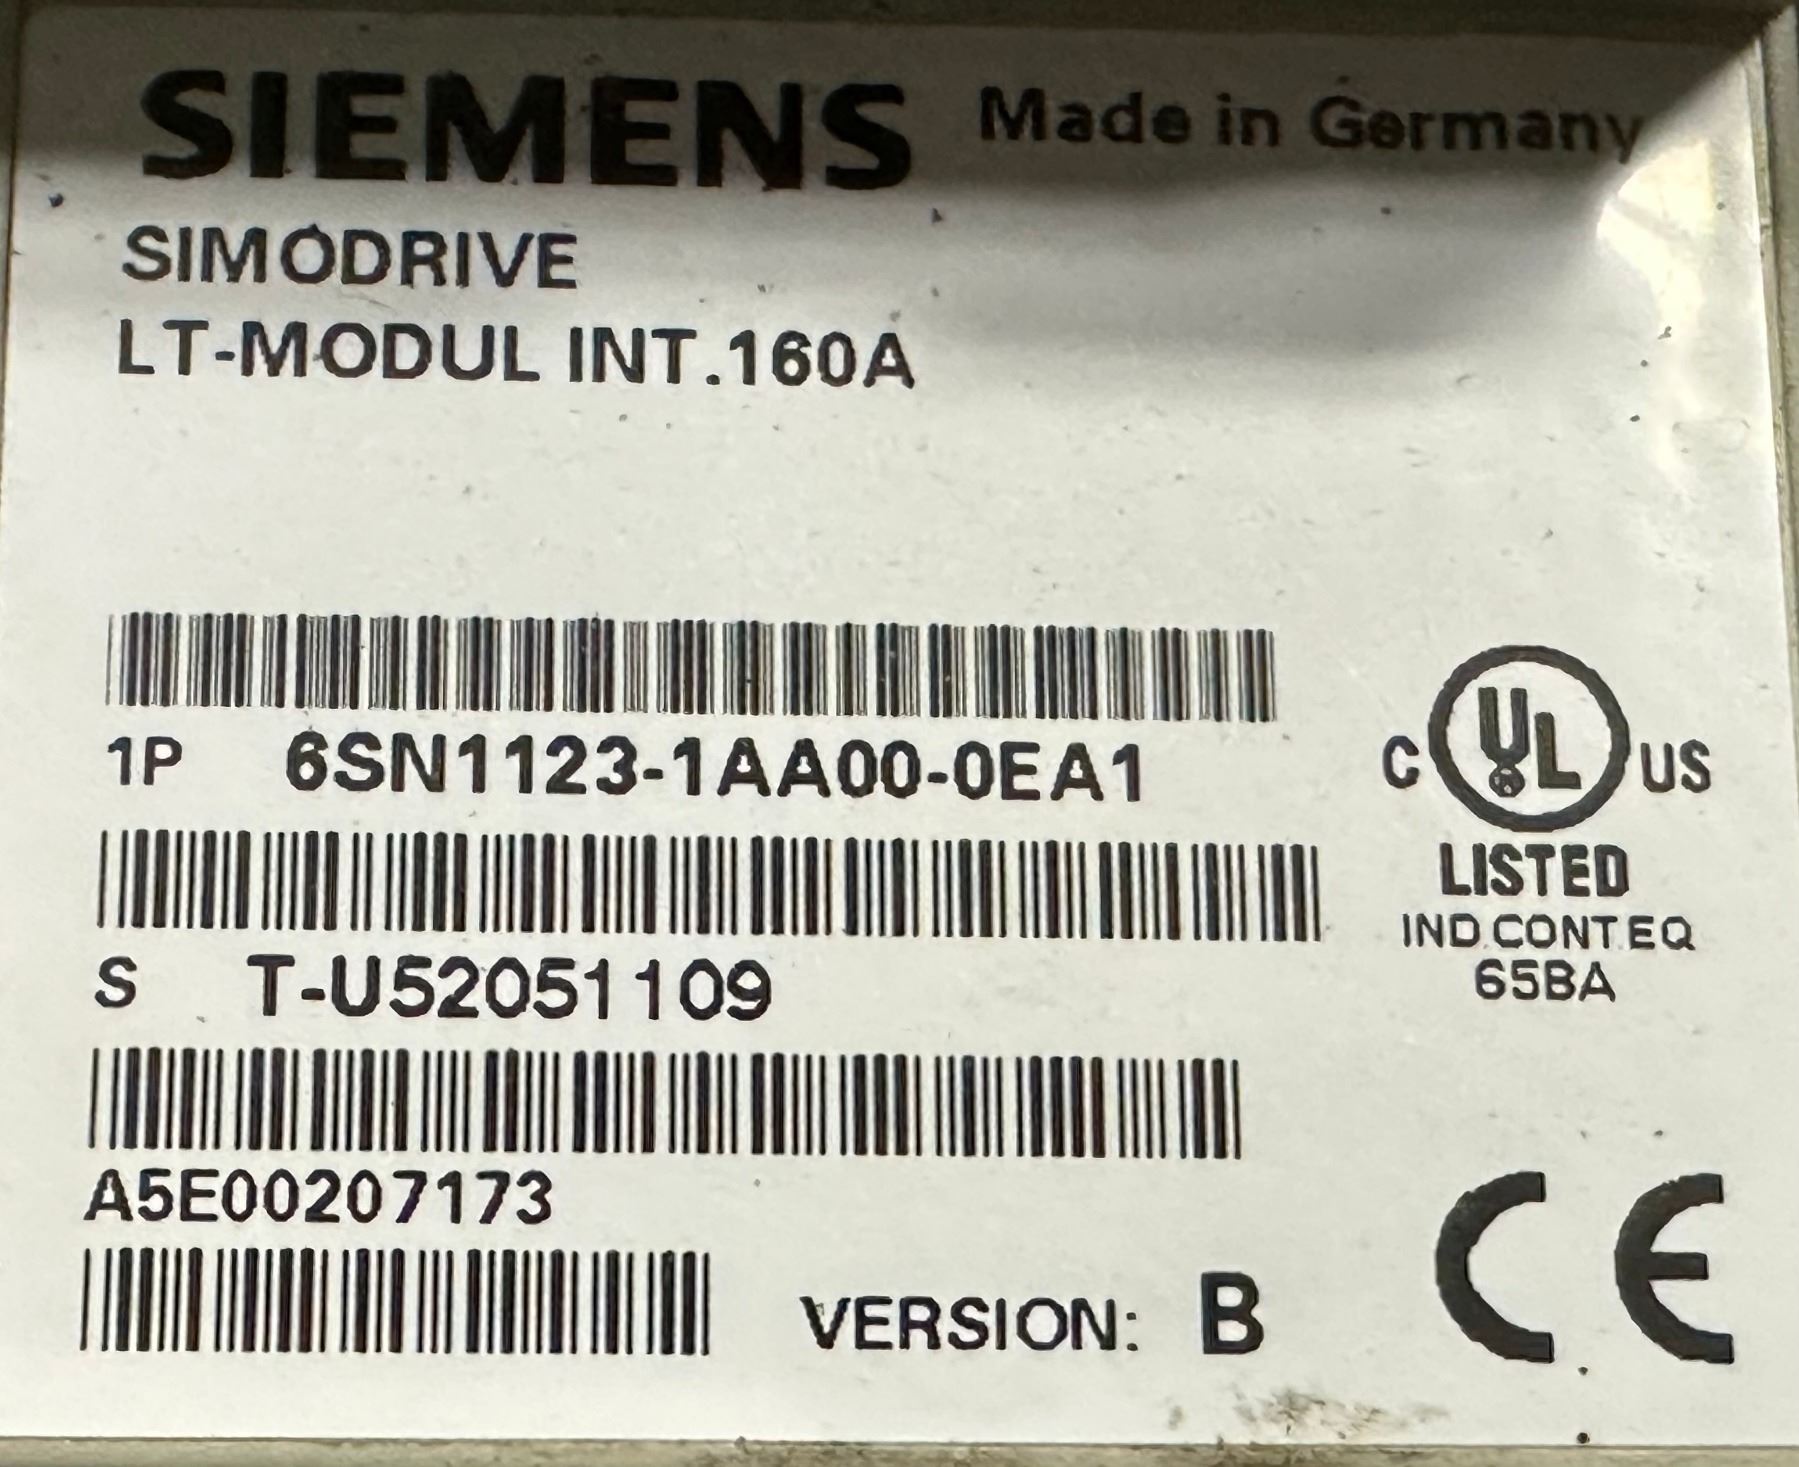 SIEMENS Made in Germany
SIMODRIVE
LT-MODUL INT.160A
1P 6SN1123-1AA00-0EA1
C UL US
LISTED
IND.CONT.EQ
65BA
S T-U52051109
A5E00207173
VERSION: B
CE